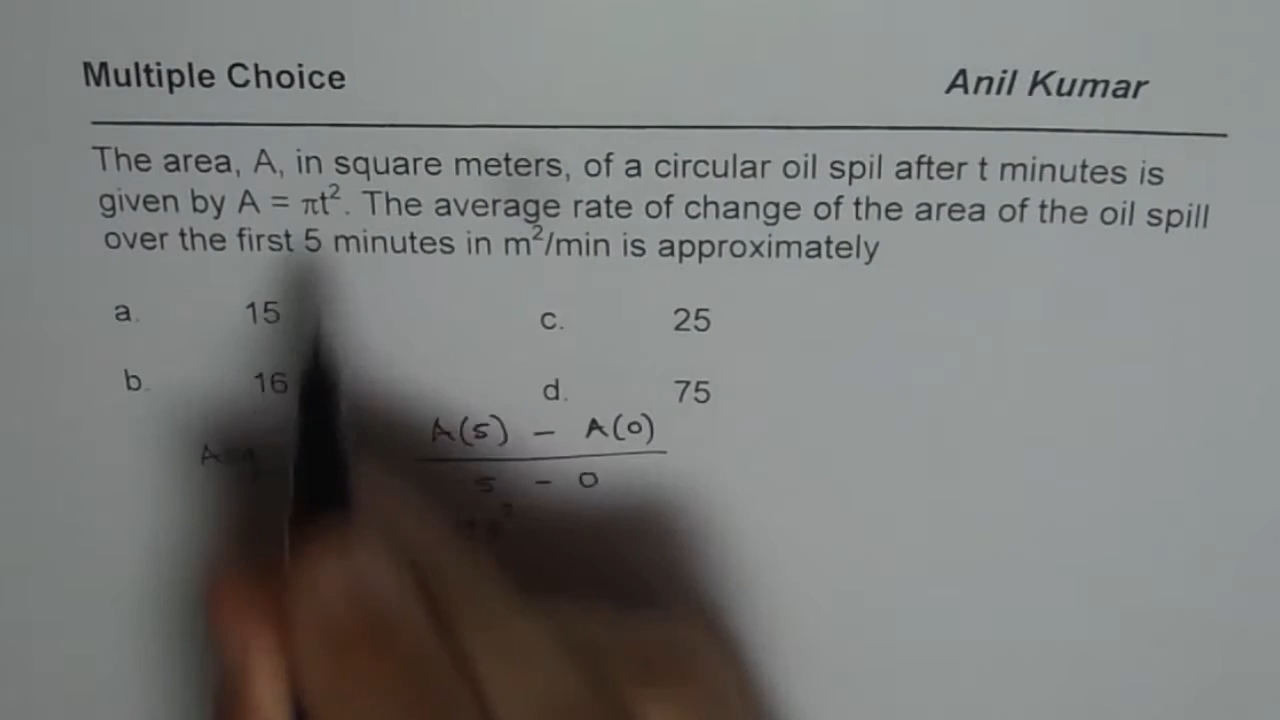 Multiple Choice Anil Kumar
The area, A, in square meters, of a circular oil spil after t minutes is
given by A = πt². The average rate of change of the area of the oil spill
over the first 5 minutes in m²/min is approximately
a. 15 c. 25
b. 16 d. 75
A(5) - A(0)
5 - 0